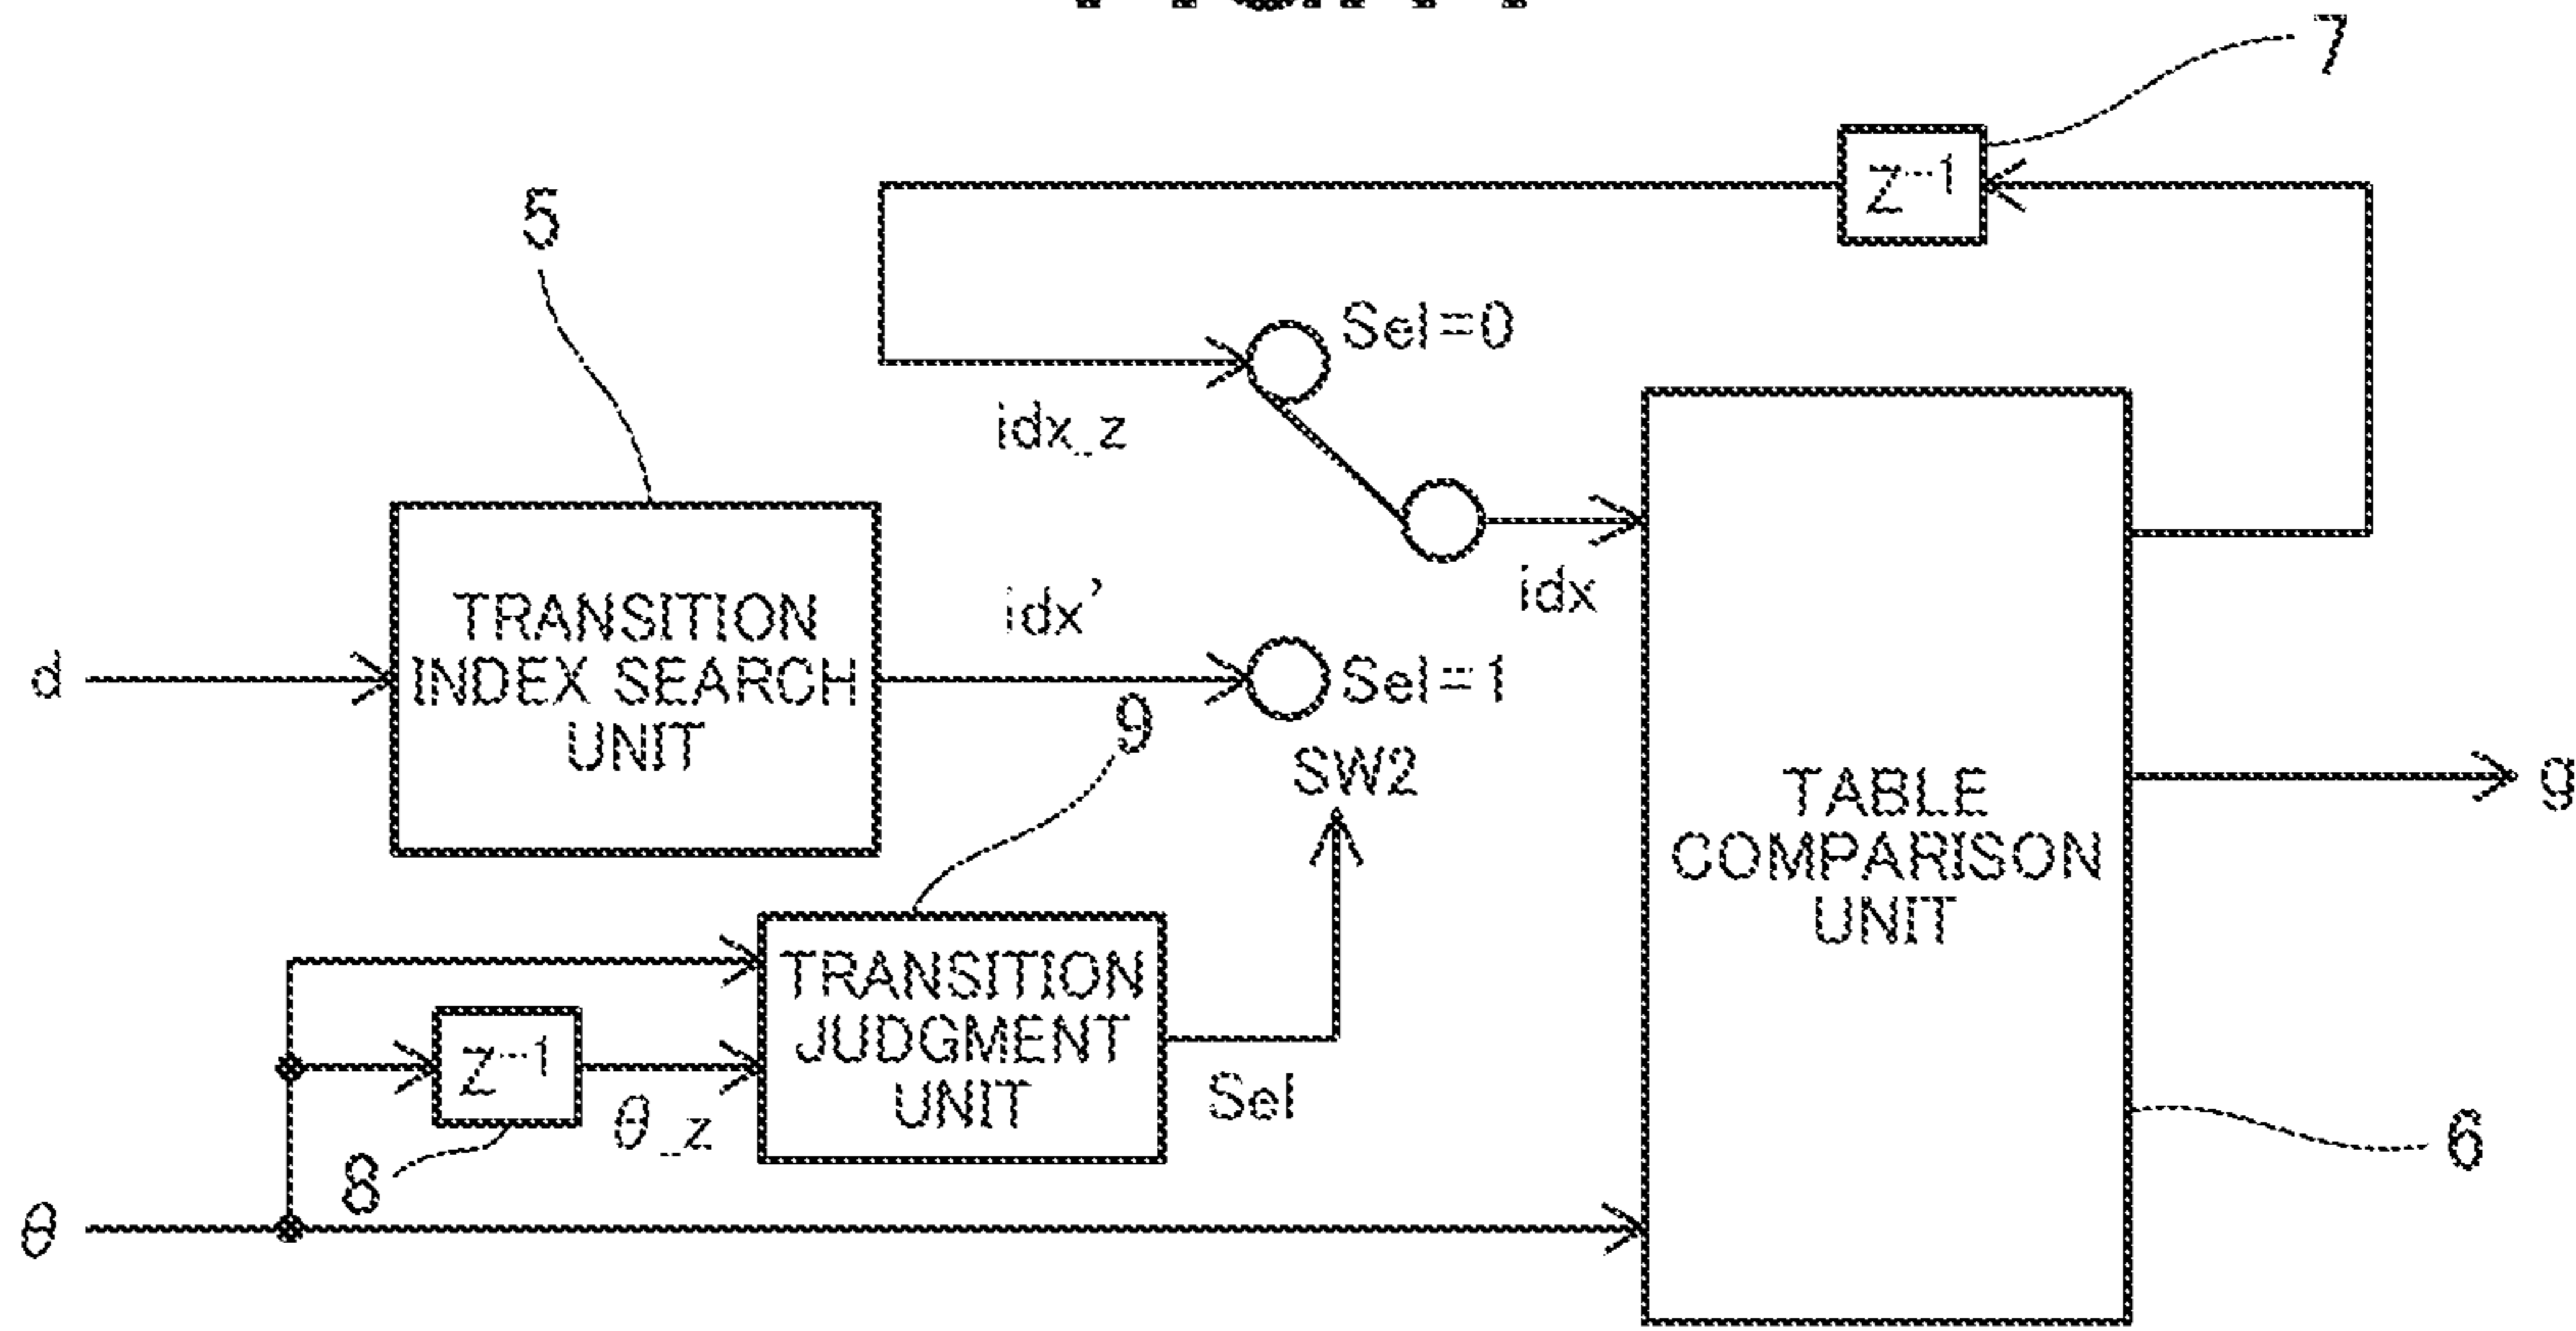 7
Z⁻¹
5
Sel=0
idx_z
idx
TRANSITION
INDEX SEARCH
UNIT
idx’
d
Sel=1
9
SW2
TABLE
COMPARISON
UNIT
g
TRANSITION
JUDGMENT
UNIT
Z⁻¹
θ_z
Sel
8
6
θ